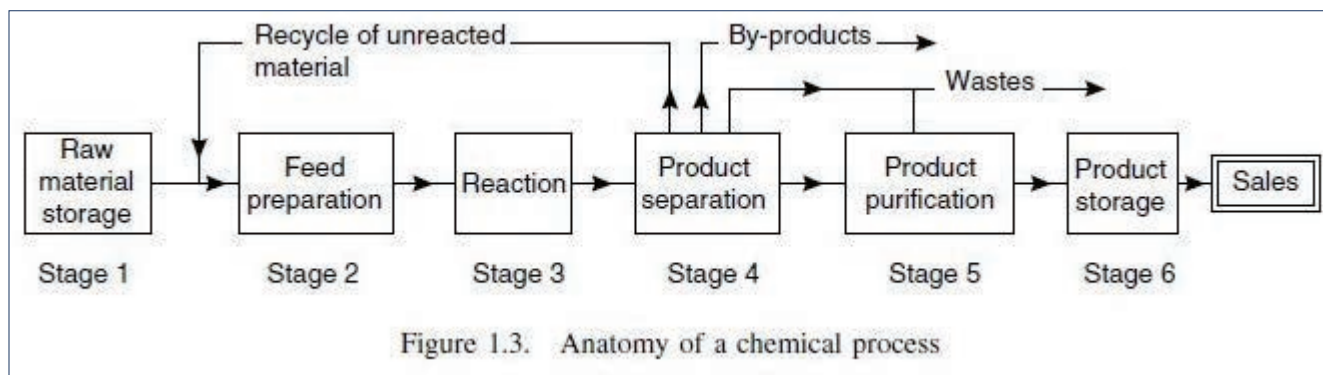 Recycle of unreacted
material
By-products
Wastes
Raw
material
storage
Feed
preparation
Reaction
Product
separation
Product
purification
Product
storage
Sales
Stage 1
Stage 2
Stage 3
Stage 4
Stage 5
Stage 6
Figure 1.3. Anatomy of a chemical process